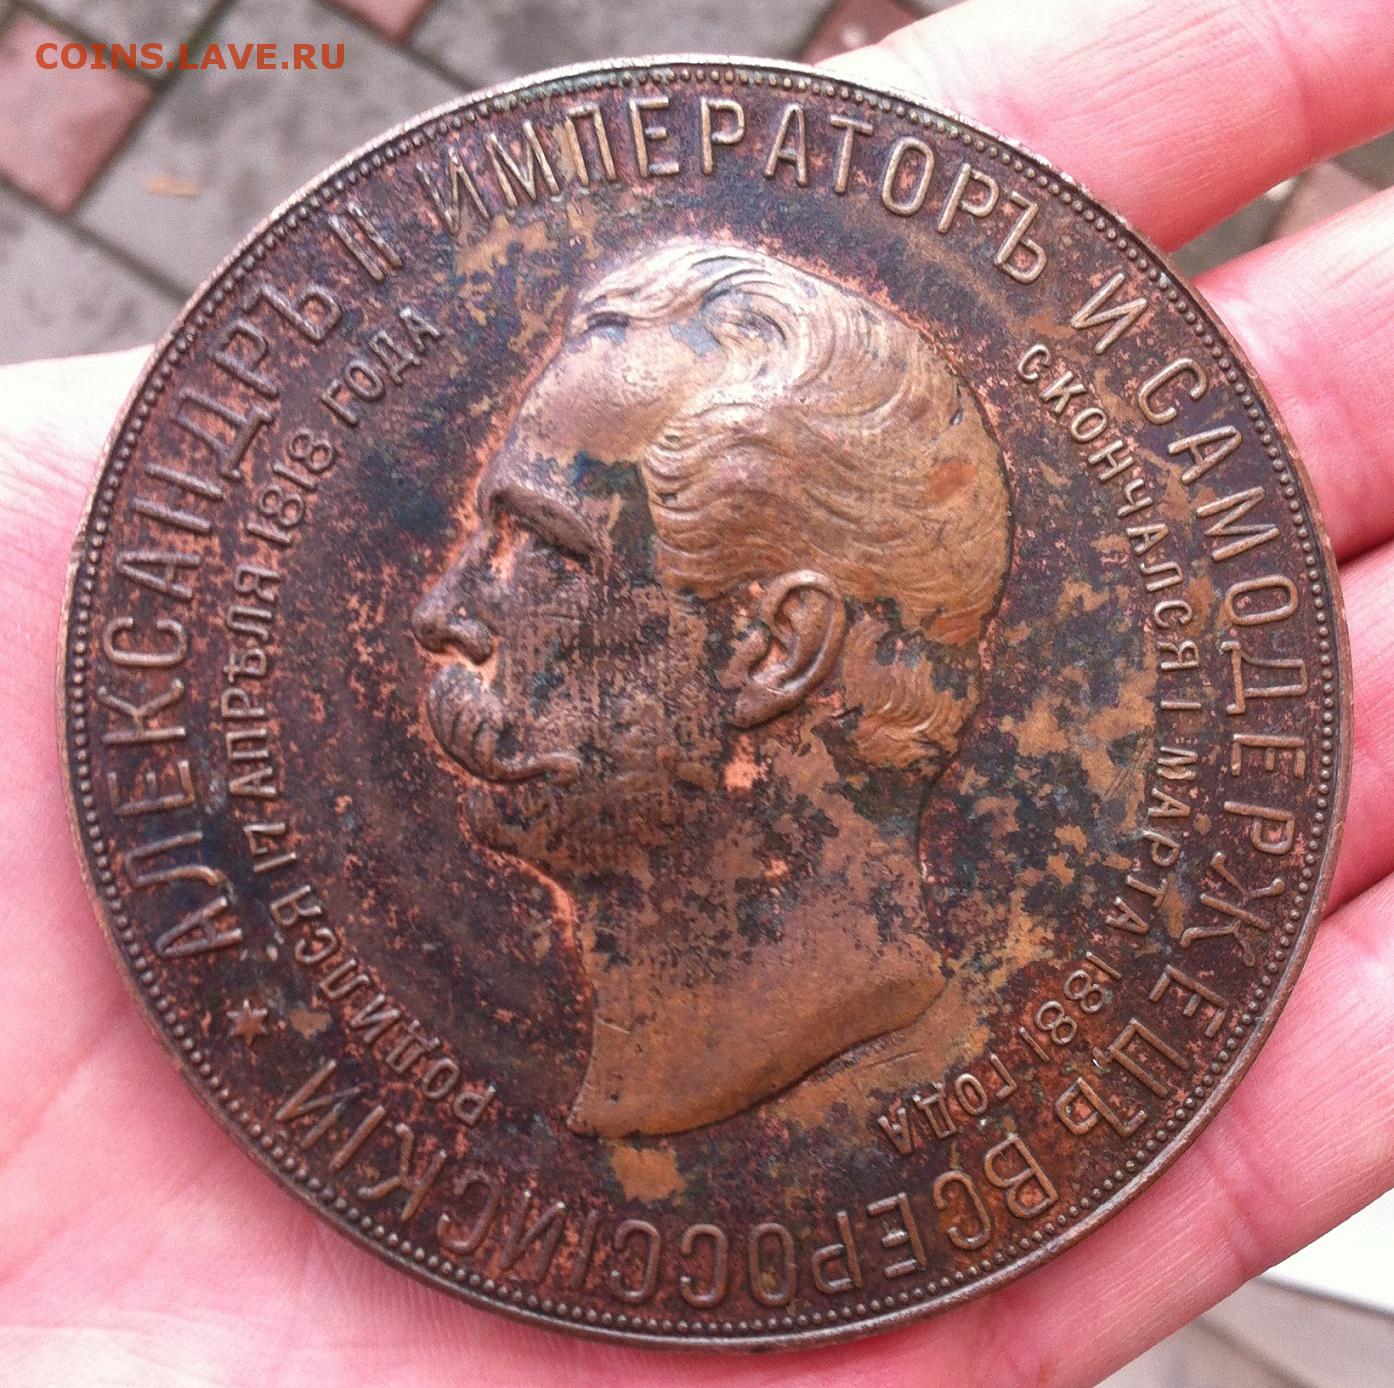 COINS.LAVE.RU
АЛЕКСАНДРЪ II ИМПЕРАТОРЪ И САМОДЕРЖЕЦЪ ВСЕРОССІЙСКІЙ *
РОДИЛСЯ 17 АПРѢЛЯ 1818 ГОДА
СКОНЧАЛСЯ 1 МАРТА 1881 ГОДА